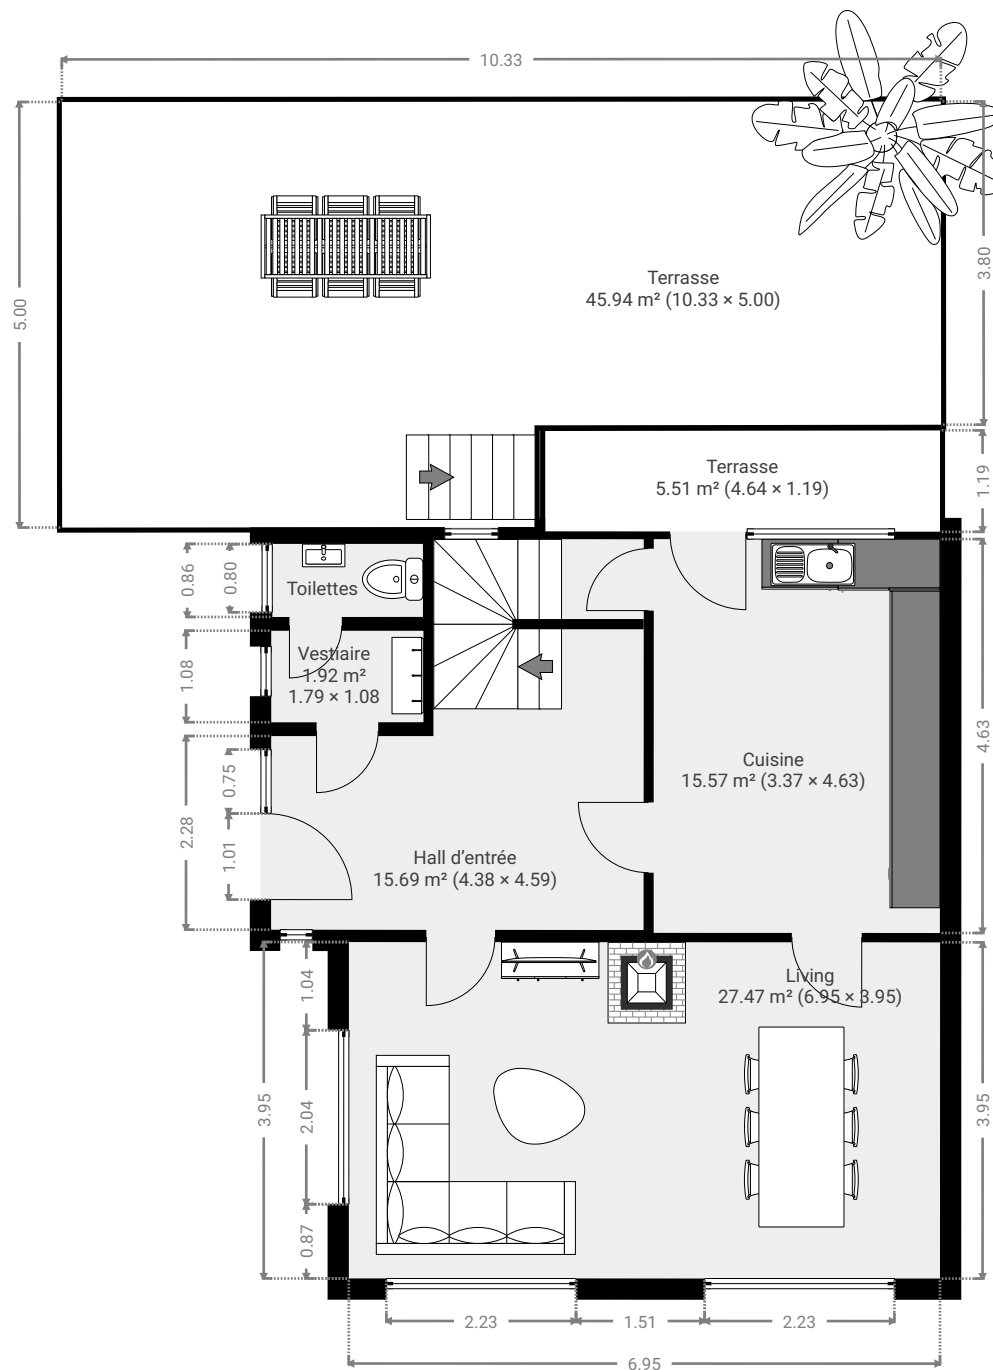 10.33
5.00
3.80
Terrasse
45.94 m² (10.33 × 5.00)
Terrasse
5.51 m² (4.64 × 1.19)
1.19
0.86
0.80
Toilettes
Vestiaire
1.92 m²
1.79 × 1.08
1.08
2.28
0.75
1.01
Cuisine
15.57 m² (3.37 × 4.63)
4.63
Hall d’entrée
15.69 m² (4.38 × 4.59)
Living
27.47 m² (6.95 × 3.95)
1.04
3.95
2.04
3.95
0.87
2.23
1.51
2.23
6.95